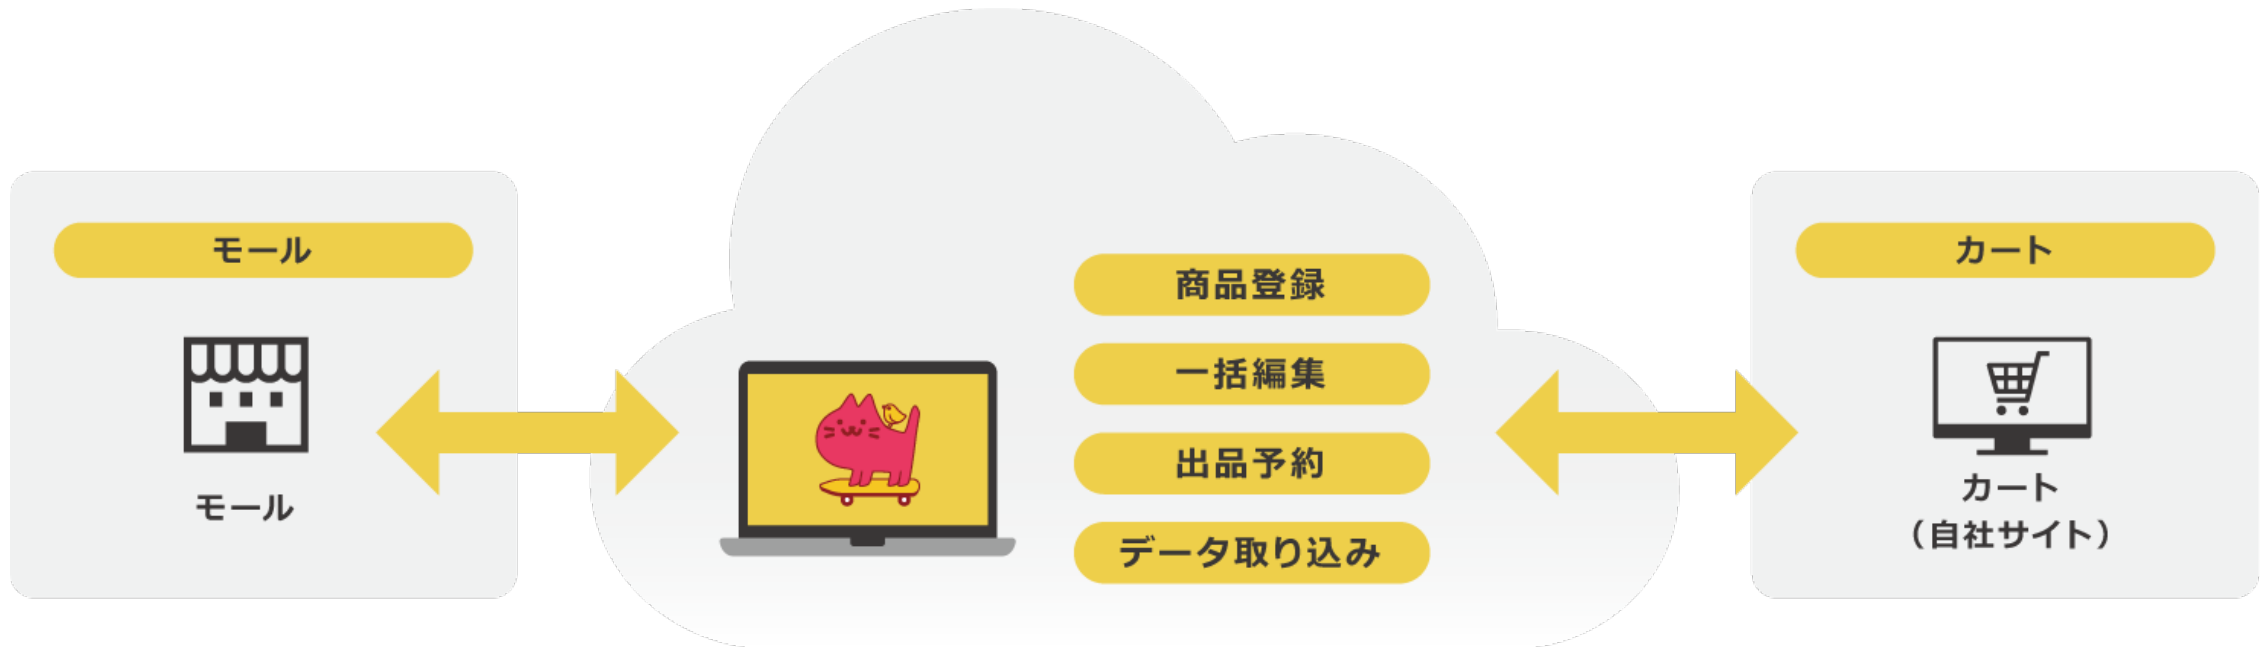 モール
モール
商品登録
一括編集
出品予約
データ取り込み
カート
カート
（自社サイト）